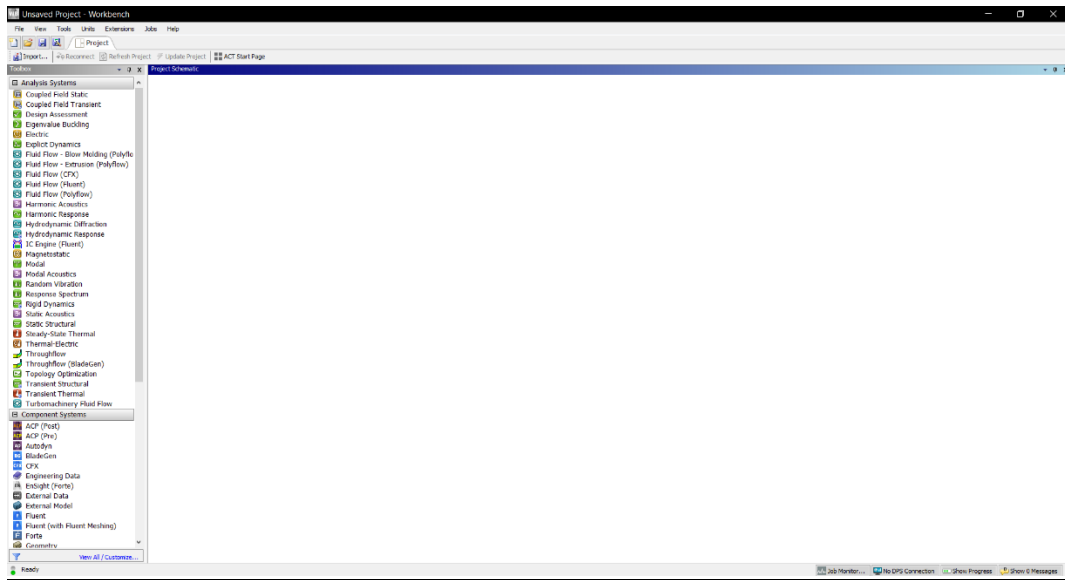 Unsaved Project - Workbench
File View Tools Units Extensions Jobs Help
Project
Import... Reconnect Refresh Project Update Project ACT Start Page
Toolbox Project Schematic
Analysis Systems
Coupled Field Static
Coupled Field Transient
Design Assessment
Eigenvalue Buckling
Electric
Explicit Dynamics
Fluid Flow - Blow Molding (Polyflo
Fluid Flow - Extrusion (Polyflow)
Fluid Flow (CFX)
Fluid Flow (Fluent)
Fluid Flow (Polyflow)
Harmonic Acoustics
Harmonic Response
Hydrodynamic Diffraction
Hydrodynamic Response
IC Engine (Fluent)
Magnetostatic
Modal
Modal Acoustics
Random Vibration
Response Spectrum
Rigid Dynamics
Static Acoustics
Static Structural
Steady-State Thermal
Thermal-Electric
Throughflow
Throughflow (BladeGen)
Topology Optimization
Transient Structural
Transient Thermal
Turbomachinery Fluid Flow
Component Systems
ACP (Post)
ACP (Pre)
Autodyn
BladeGen
CFX
Engineering Data
EnSight (Forte)
External Data
External Model
Fluent
Fluent (with Fluent Meshing)
Forte
Geometry
View All / Customize...
Ready Job Monitor... No DPS Connection Show Progress Show 6 Messages